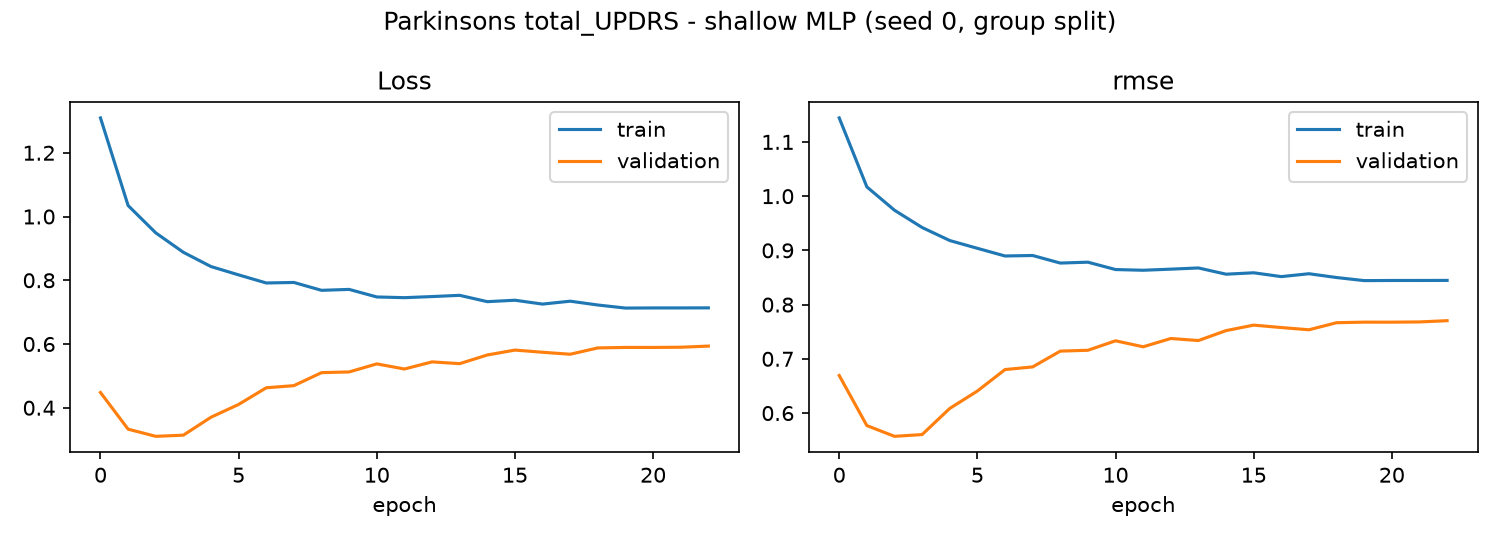 Parkinsons total_UPDRS - shallow MLP (seed 0, group split)
Loss
train
validation
1.2
1.0
0.8
0.6
0.4
0
5
10
15
20
epoch
rmse
train
validation
1.1
1.0
0.9
0.8
0.7
0.6
0
5
10
15
20
epoch